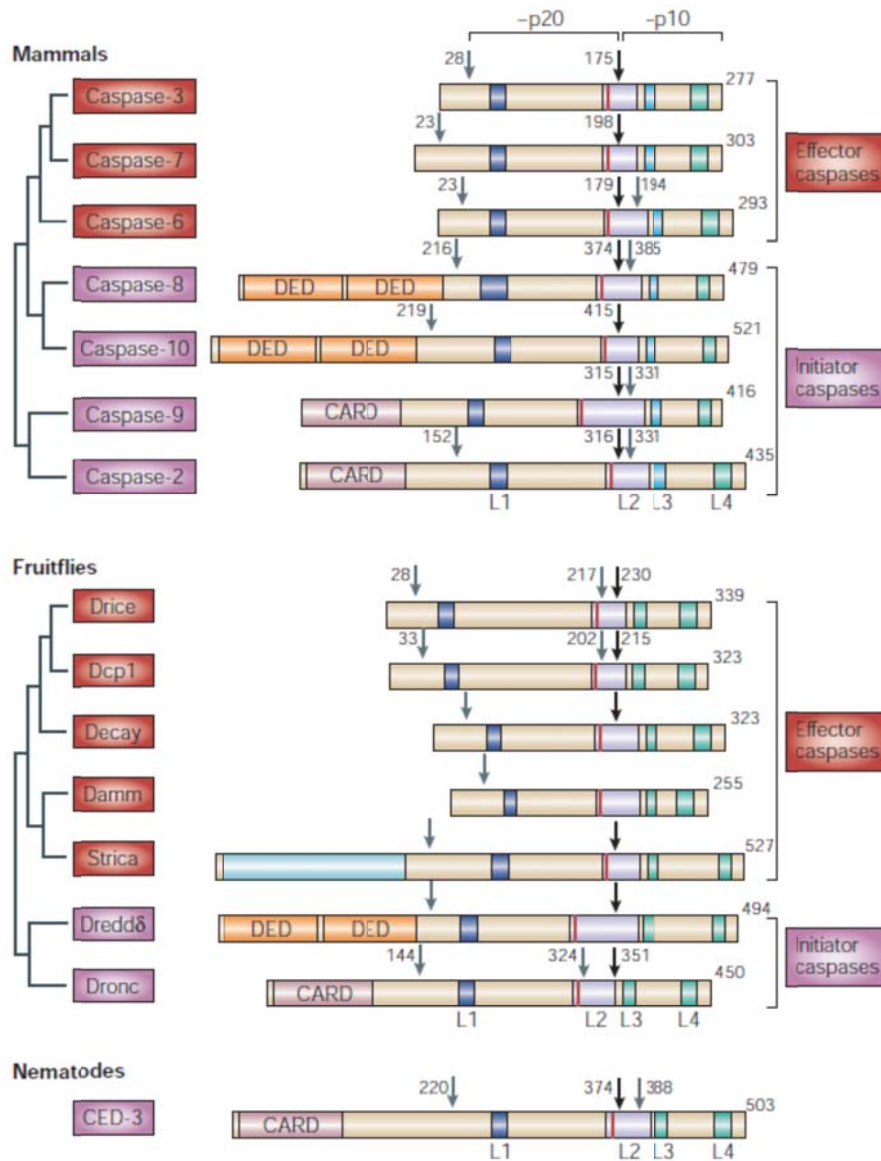 –p20 –p10
Mammals
28 175
Caspase-3 277
23 198
Caspase-7 303
Effector
caspases
23 179 194
Caspase-6 293
216 374 385
Caspase-8 DED DED 479
219 415
Caspase-10 DED DED 521
315 331
Initiator
caspases
Caspase-9 CARD 416
152 316 331
Caspase-2 CARD 435
L1 L2 L3 L4
Fruitflies
28 217 230
Drice 339
33 202 215
Dcp1 323
Decay 323
Effector
caspases
Damm 255
Strica 527
Dreddδ DED DED 494
144 324 351
Initiator
caspases
Dronc CARD 450
L1 L2 L3 L4
Nematodes
220 374 388
CED-3 CARD 503
L1 L2 L3 L4